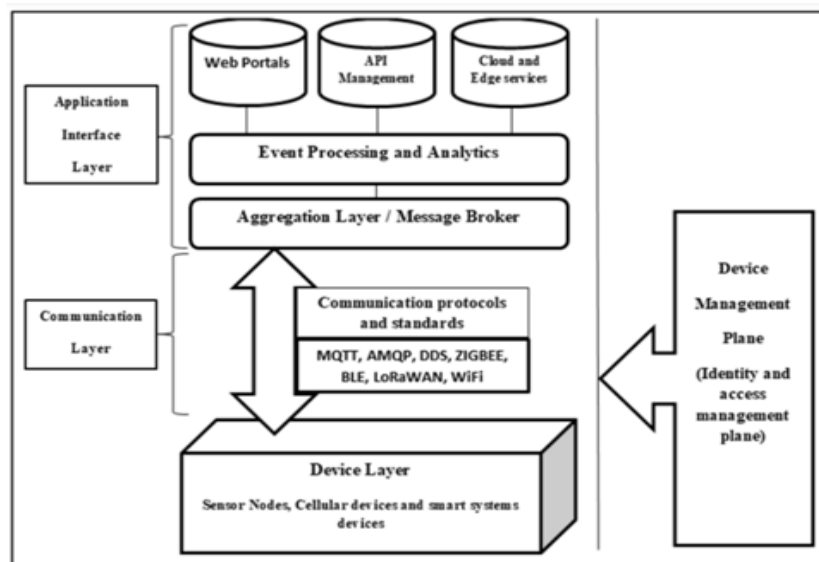 Web Portals
API
Management
Cloud and
Edge services
Application
Interface
Layer
Event Processing and Analytics
Aggregation Layer / Message Broker
Communication
Layer
Communication protocols
and standards
MQTT, AMQP, DDS, ZIGBEE,
BLE, LoRaWAN, WiFi
Device Layer
Sensor Nodes, Cellular devices and smart systems
devices
Device
Management
Plane
(Identity and
access
management
plane)